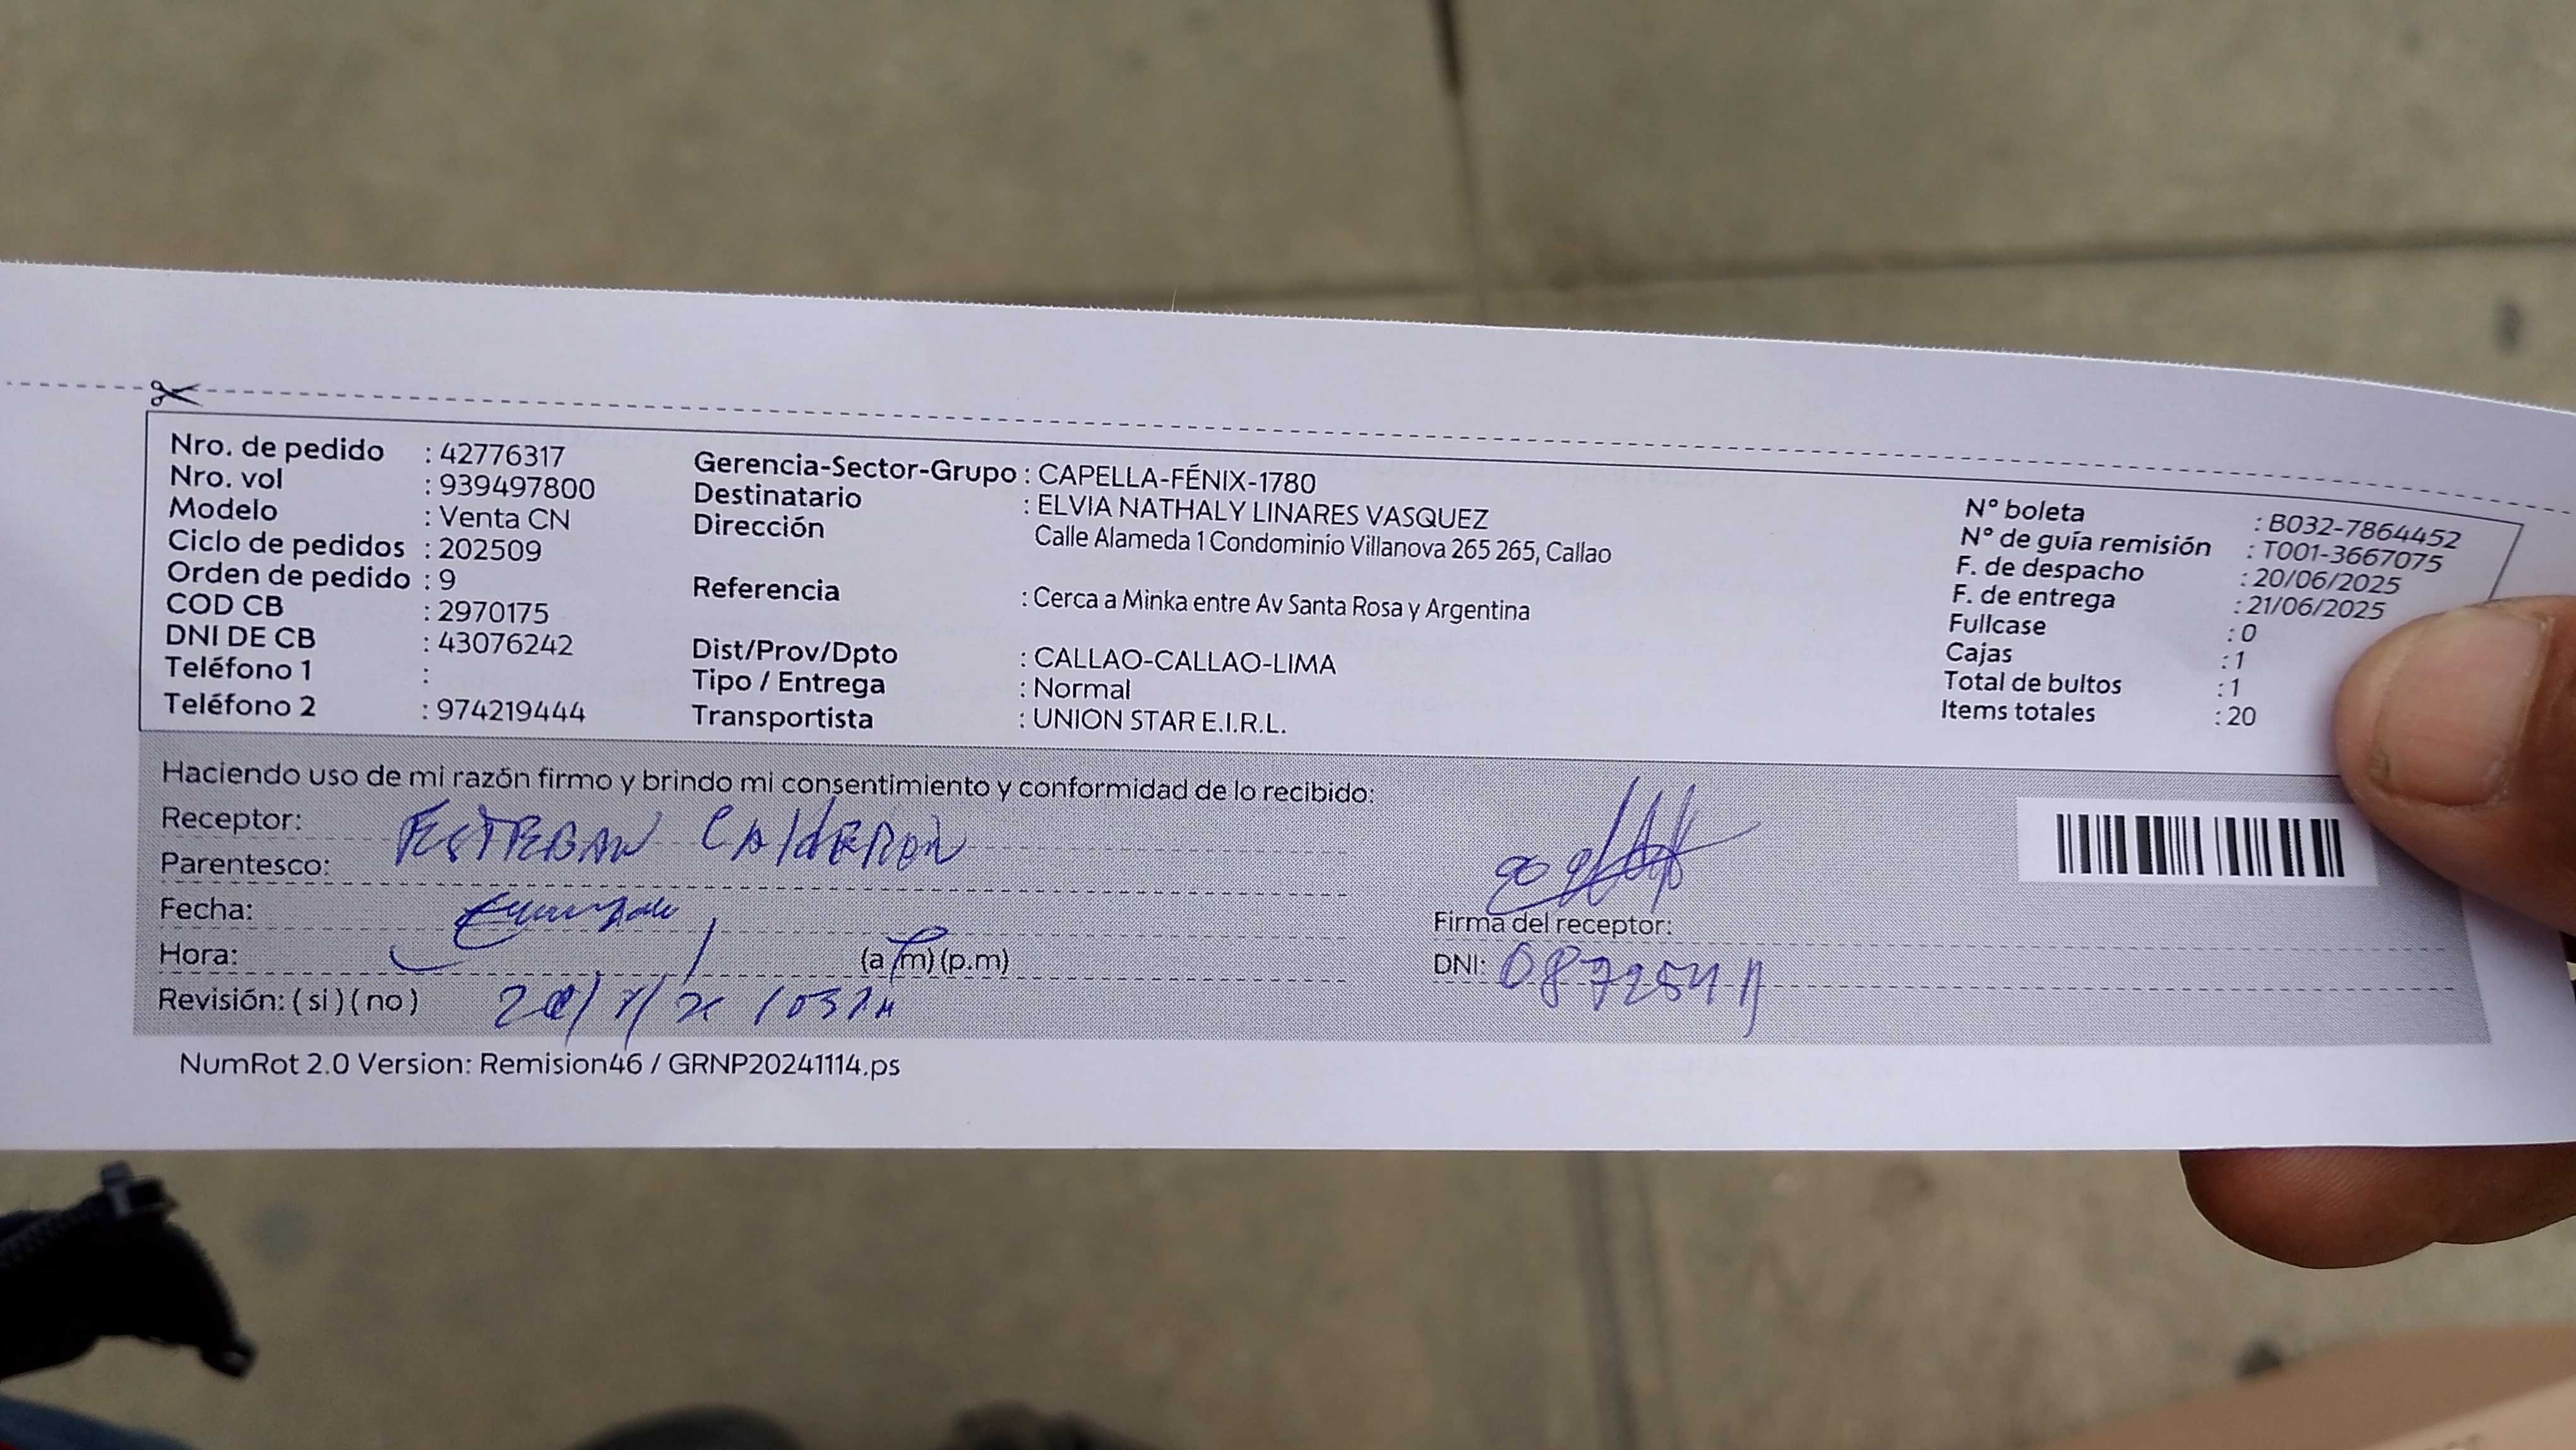 Nro. de pedido : 42776317
Nro. vol : 939497800
Modelo : Venta CN
Ciclo de pedidos : 202509
Orden de pedido : 9
COD CB : 2970175
DNI DE CB : 43076242
Teléfono 1 :
Teléfono 2 : 974219444
Gerencia-Sector-Grupo : CAPELLA-FÉNIX-1780
Destinatario : ELVIA NATHALY LINARES VASQUEZ
Dirección Calle Alameda 1 Condominio Villanova 265 265, Callao
Referencia : Cerca a Minka entre Av Santa Rosa y Argentina
Dist/Prov/Dpto : CALLAO-CALLAO-LIMA
Tipo / Entrega : Normal
Transportista : UNION STAR E.I.R.L.
N° boleta : B032-7864452
N° de guía remisión : T001-3667075
F. de despacho : 20/06/2025
F. de entrega : 21/06/2025
Fullcase : 0
Cajas : 1
Total de bultos : 1
Items totales : 20
Haciendo uso de mi razón firmo y brindo mi consentimiento y conformidad de lo recibido:
Receptor: ESTEBAN CALDERON
Parentesco:
Fecha:
Hora: (a.m) (p.m)
Revisión: ( si ) ( no )
Firma del receptor:
DNI:
NumRot 2.0 Version: Remision46 / GRNP20241114.ps